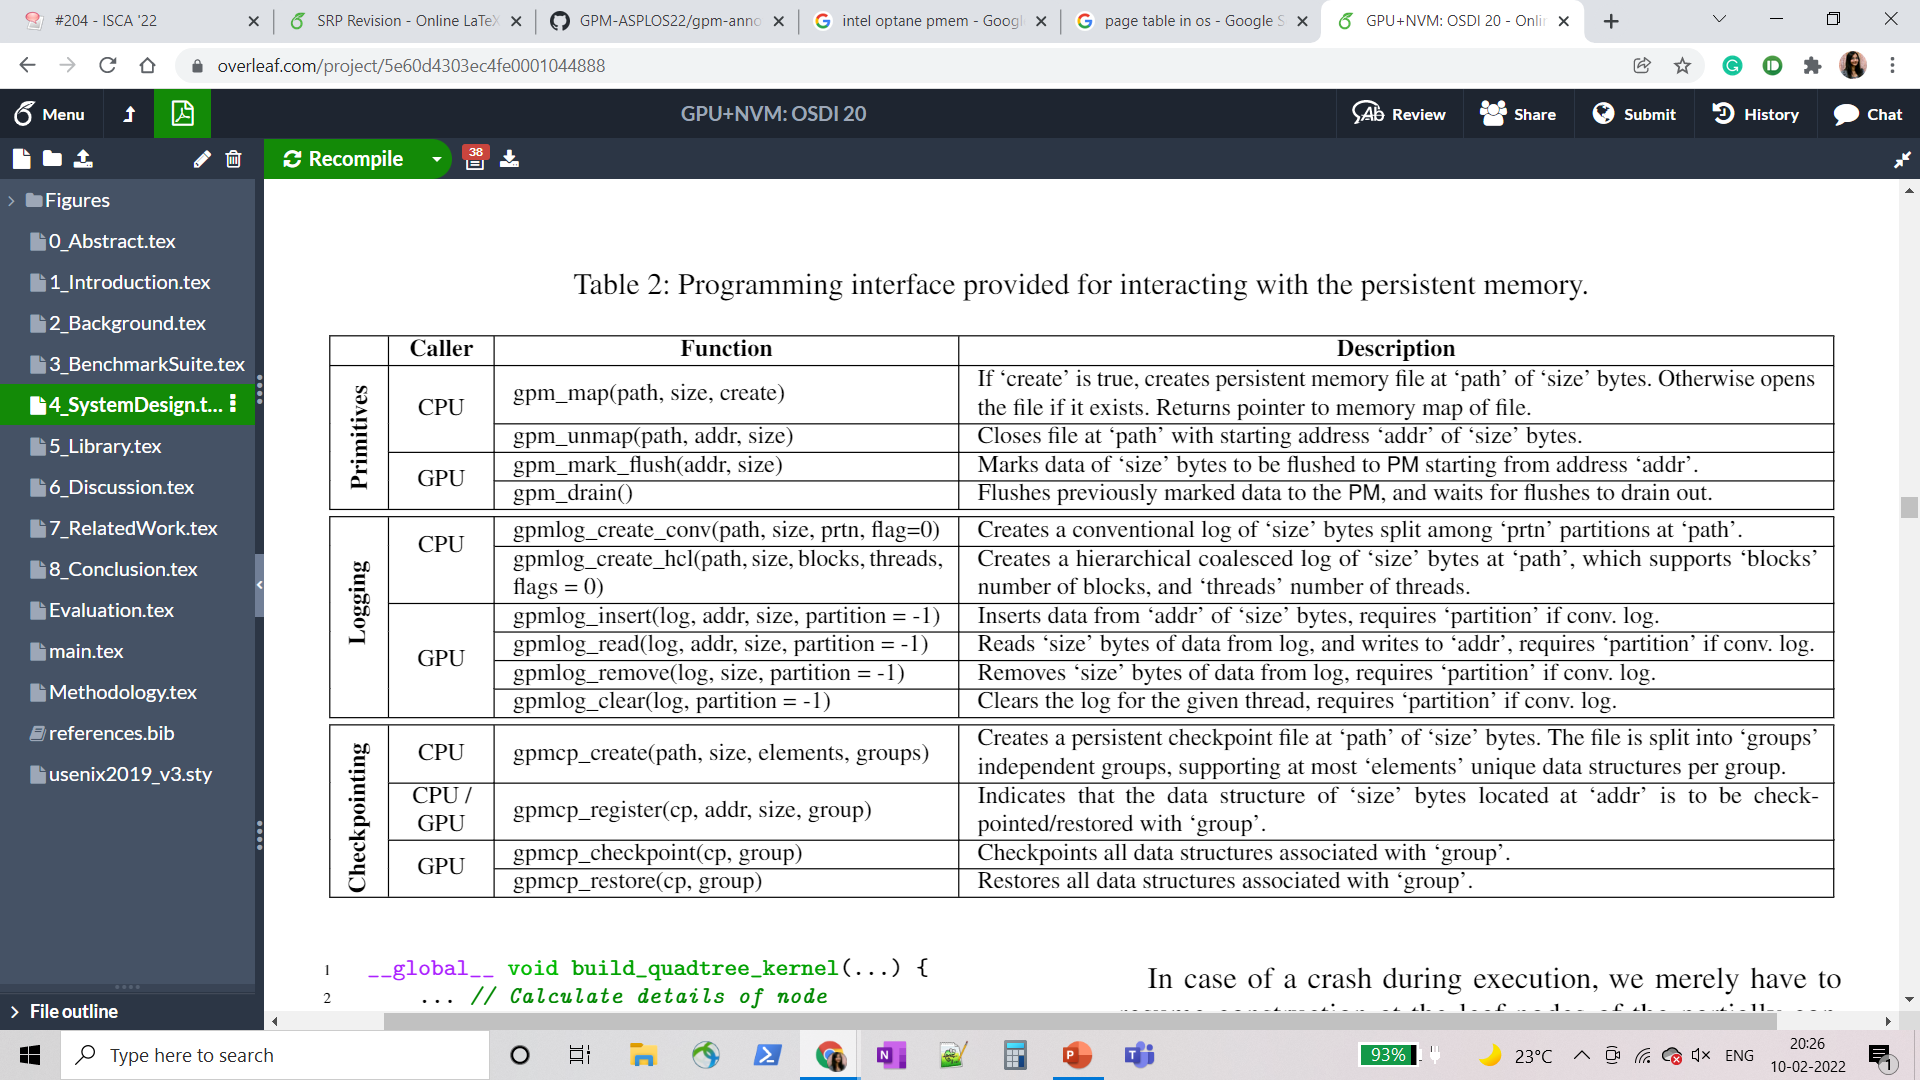 #204 - ISCA '22
SRP Revision - Online LaTeX
GPM-ASPLOS22/gpm-anno
intel optane pmem - Google
page table in os - Google S
GPU+NVM: OSDI 20 - Onli
overleaf.com/project/5e60d4303ec4fe0001044888
Menu
GPU+NVM: OSDI 20
Review
Share
Submit
History
Chat
Recompile
38
Figures
0_Abstract.tex
1_Introduction.tex
2_Background.tex
3_BenchmarkSuite.tex
4_SystemDesign.t...
5_Library.tex
6_Discussion.tex
7_RelatedWork.tex
8_Conclusion.tex
Evaluation.tex
main.tex
Methodology.tex
references.bib
usenix2019_v3.sty
File outline
Table 2: Programming interface provided for interacting with the persistent memory.
Caller Function Description
Primitives
CPU
gpm_map(path, size, create)
If ‘create’ is true, creates persistent memory file at ‘path’ of ‘size’ bytes. Otherwise opens
the file if it exists. Returns pointer to memory map of file.
gpm_unmap(path, addr, size) Closes file at ‘path’ with starting address ‘addr’ of ‘size’ bytes.
GPU
gpm_mark_flush(addr, size) Marks data of ‘size’ bytes to be flushed to PM starting from address ‘addr’.
gpm_drain() Flushes previously marked data to the PM, and waits for flushes to drain out.
Logging
CPU
gpmlog_create_conv(path, size, prtn, flag=0) Creates a conventional log of ‘size’ bytes split among ‘prtn’ partitions at ‘path’.
gpmlog_create_hcl(path, size, blocks, threads, Creates a hierarchical coalesced log of ‘size’ bytes at ‘path’, which supports ‘blocks’
flags = 0) number of blocks, and ‘threads’ number of threads.
GPU
gpmlog_insert(log, addr, size, partition = -1) Inserts data from ‘addr’ of ‘size’ bytes, requires ‘partition’ if conv. log.
gpmlog_read(log, addr, size, partition = -1) Reads ‘size’ bytes of data from log, and writes to ‘addr’, requires ‘partition’ if conv. log.
gpmlog_remove(log, size, partition = -1) Removes ‘size’ bytes of data from log, requires ‘partition’ if conv. log.
gpmlog_clear(log, partition = -1) Clears the log for the given thread, requires ‘partition’ if conv. log.
Checkpointing
CPU
gpmcp_create(path, size, elements, groups)
Creates a persistent checkpoint file at ‘path’ of ‘size’ bytes. The file is split into ‘groups’
independent groups, supporting at most ‘elements’ unique data structures per group.
CPU /
GPU
gpmcp_register(cp, addr, size, group)
Indicates that the data structure of ‘size’ bytes located at ‘addr’ is to be check-
pointed/restored with ‘group’.
GPU
gpmcp_checkpoint(cp, group) Checkpoints all data structures associated with ‘group’.
gpmcp_restore(cp, group) Restores all data structures associated with ‘group’.
1 __global__ void build_quadtree_kernel(...) {
2 ... // Calculate details of node
In case of a crash during execution, we merely have to
Type here to search
93%
23°C
ENG
20:26
10-02-2022
1